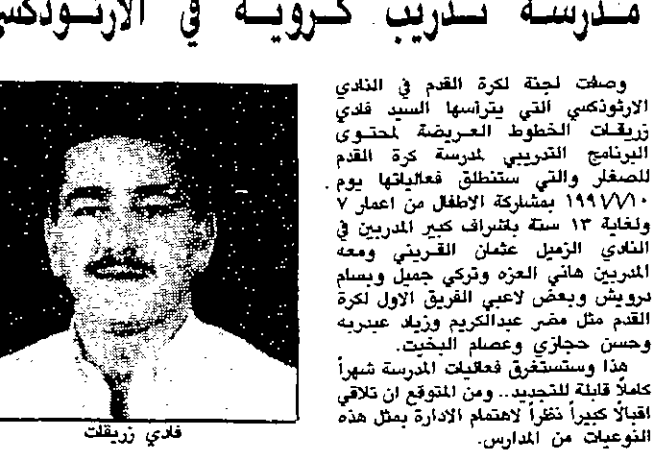 مدرسة تدريب كروية في الارثوذكسي
وصفت لجنة لكرة القدم في النادي
الارثوذكسي التي يترأسها السيد فادي
زريقات الخطوط العريضة لمحتوى
البرنامج التدريبي لمدرسة كرة القدم
للصغار والتي ستنطلق فعالياتها يوم
١٩٩١/٧/١٠ بمشاركة الاطفال من اعمار ٧
ولغاية ١٣ سنة باشراف كبير المدربين في
النادي الزميل عثمان القريني ومعه
المدربين هاني العزه وتركي جميل وبسام
درويش وبعض لاعبي الفريق الاول لكرة
القدم مثل مضر عبدالكريم وزياد عبدربه
وحسن حجازي وعصام البخيت.
هذا وستستغرق فعاليات المدرسة شهراً
كاملاً قابلة للتجديد.. ومن المتوقع ان تلاقي
اقبالاً كبيراً نظراً لاهتمام الادارة بمثل هذه
النوعيات من المدارس.
فادي زريقات